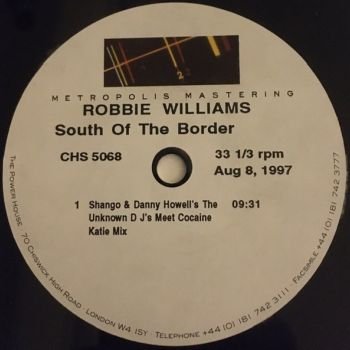 METROPOLIS MASTERING
ROBBIE WILLIAMS
South Of The Border
CHS 5068
33 1/3 rpm
Aug 8, 1997
1 Shango & Danny Howell's The 09:31
Unknown D J's Meet Cocaine
Katie Mix
THE POWER HOUSE 70 CHISWICK HIGH ROAD LONDON W4 1SY • TELEPHONE +44 (0) 181 742 3111 • FACSIMILE +44 (0) 181 742 3777